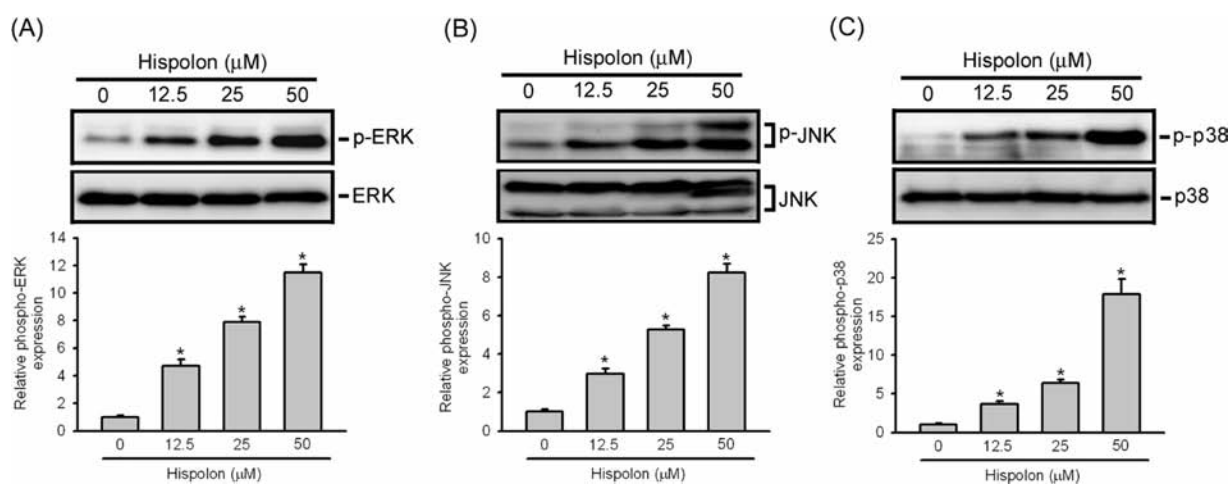 (A)
Hispolon (μM)
0 12.5 25 50
p-ERK
ERK
14
12
10
8
6
4
2
0
Relative phospho-ERK
expression
*
*
*
0 12.5 25 50
Hispolon (μM)
(B)
Hispolon (μM)
0 12.5 25 50
p-JNK
JNK
10
8
6
4
2
0
Relative phospho-JNK
expression
*
*
*
0 12.5 25 50
Hispolon (μM)
(C)
Hispolon (μM)
0 12.5 25 50
p-p38
p38
25
20
15
10
5
0
Relative phospho-p38
expression
*
*
*
0 12.5 25 50
Hispolon (μM)